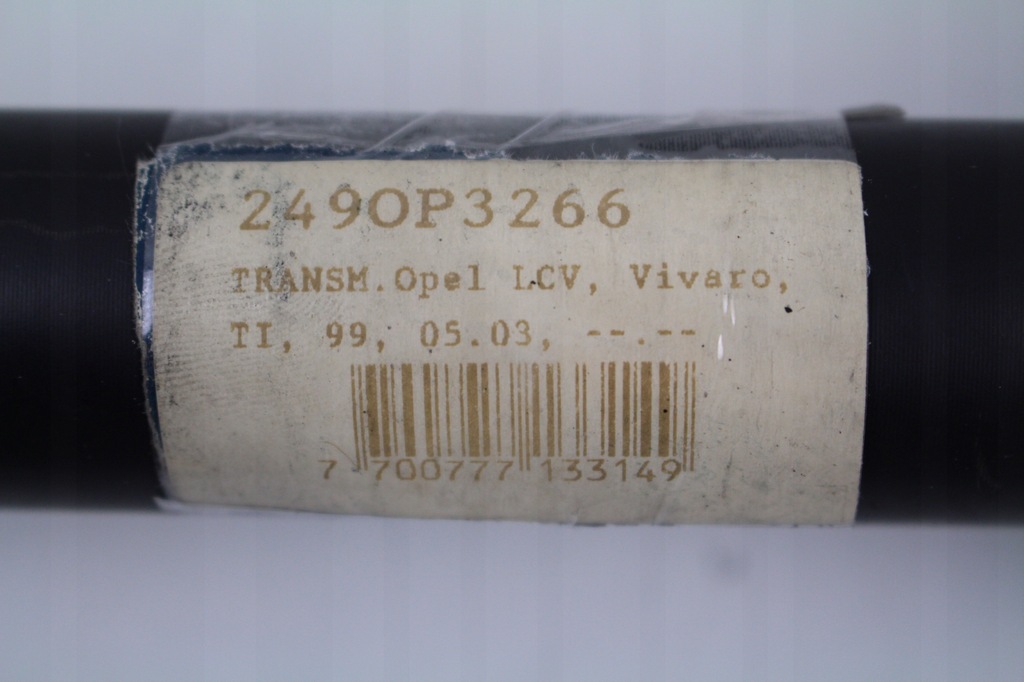 249OP3266
TRANSM.Opel LCV, Vivaro,
TI, 99, 05.03, --.--
7 700777 133149